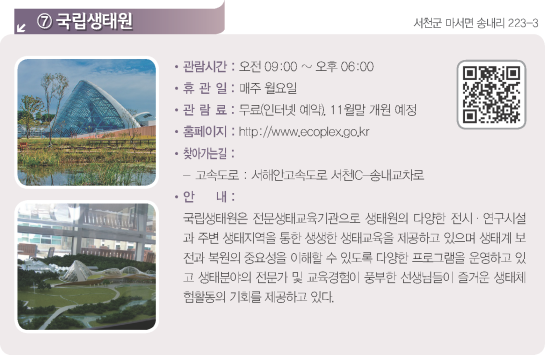 ⑦ 국립생태원
서천군 마서면 송내리 223-3
• 관람시간 : 오전 09:00 ~ 오후 06:00
• 휴 관 일 : 매주 월요일
• 관 람 료 : 무료(인터넷 예약), 11월말 개원 예정
• 홈페이지 : http://www.ecoplex.go.kr
• 찾아가는길 :
- 고속도로 : 서해안고속도로 서천IC-송내교차로
• 안 내 :
국립생태원은 전문생태교육기관으로 생태원의 다양한 전시·연구시설
과 주변 생태지역을 통한 생생한 생태교육을 제공하고 있으며 생태계 보
전과 복원의 중요성을 이해할 수 있도록 다양한 프로그램을 운영하고 있
고 생태분야의 전문가 및 교육경험이 풍부한 선생님들이 즐거운 생태체
험활동의 기회를 제공하고 있다.